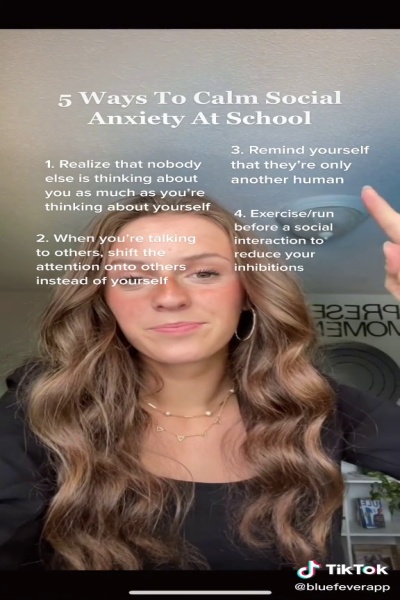 5 Ways To Calm Social
Anxiety At School
1. Realize that nobody
else is thinking about
you as much as you're
thinking about yourself
2. When you're talking
to others, shift the
attention onto others
instead of yourself
3. Remind yourself
that they're only
another human
4. Exercise/run
before a social
interaction to
reduce your
inhibitions
TikTok
@bluefeverapp